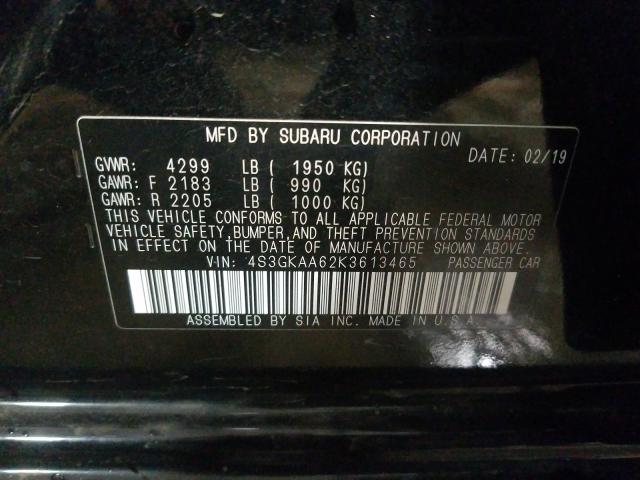 MFD BY SUBARU CORPORATION
DATE: 02/19
GVWR: 4299 LB ( 1950 KG)
GAWR: F 2183 LB ( 990 KG)
GAWR: R 2205 LB ( 1000 KG)
THIS VEHICLE CONFORMS TO ALL APPLICABLE FEDERAL MOTOR
VEHICLE SAFETY,BUMPER,AND THEFT PREVENTION STANDARDS
IN EFFECT ON THE DATE OF MANUFACTURE SHOWN ABOVE.
VIN: 4S3GKAA62K3613465 PASSENGER CAR
ASSEMBLED BY SIA INC. MADE IN U.S.A.